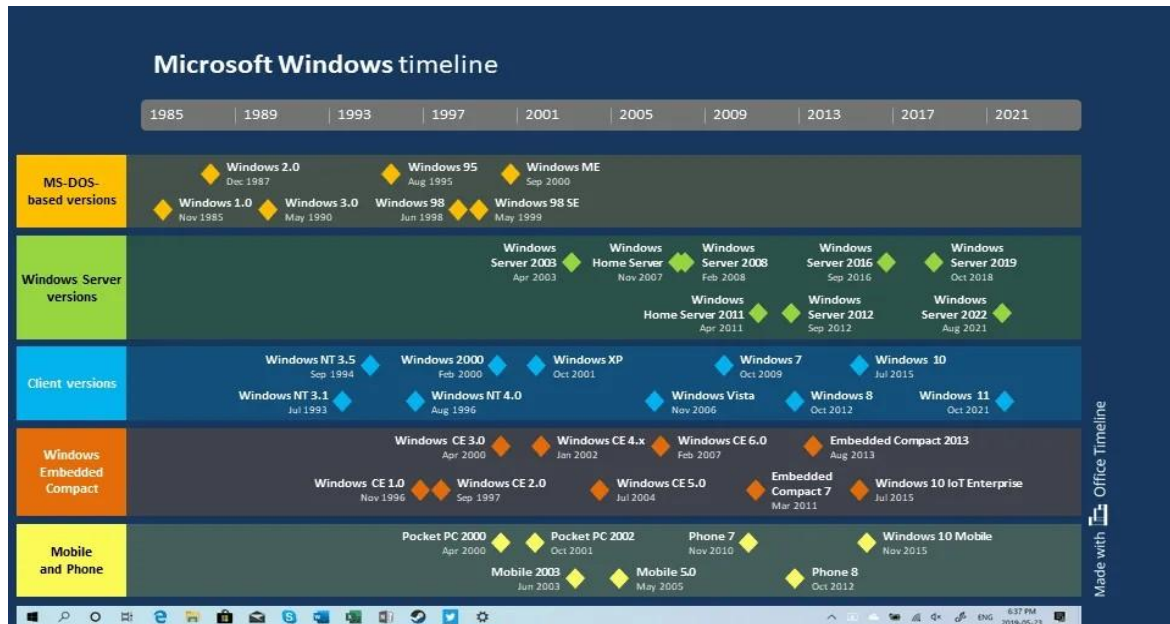 Microsoft Windows timeline
1985 1989 1993 1997 2001 2005 2009 2013 2017 2021
MS-DOS-
based versions
Windows 2.0
Dec 1987
Windows 95
Aug 1995
Windows ME
Sep 2000
Windows 1.0
Nov 1985
Windows 3.0
May 1990
Windows 98
Jun 1998
Windows 98 SE
May 1999
Windows Server
versions
Windows
Server 2003
Apr 2003
Windows
Home Server
Nov 2007
Windows
Server 2008
Feb 2008
Windows
Server 2016
Sep 2016
Windows
Server 2019
Oct 2018
Windows
Home Server 2011
Apr 2011
Windows
Server 2012
Sep 2012
Windows
Server 2022
Aug 2021
Client versions
Windows NT 3.5
Sep 1994
Windows 2000
Feb 2000
Windows XP
Oct 2001
Windows 7
Oct 2009
Windows 10
Jul 2015
Windows NT 3.1
Jul 1993
Windows NT 4.0
Aug 1996
Windows Vista
Nov 2006
Windows 8
Oct 2012
Windows 11
Oct 2021
Windows
Embedded
Compact
Windows CE 3.0
Apr 2000
Windows CE 4.x
Jan 2002
Windows CE 6.0
Feb 2007
Embedded Compact 2013
Aug 2013
Windows CE 1.0
Nov 1996
Windows CE 2.0
Sep 1997
Windows CE 5.0
Jul 2004
Embedded
Compact 7
Mar 2011
Windows 10 IoT Enterprise
Jul 2015
Mobile
and Phone
Pocket PC 2000
Apr 2000
Pocket PC 2002
Oct 2001
Phone 7
Nov 2010
Windows 10 Mobile
Nov 2015
Mobile 2003
Jun 2003
Mobile 5.0
May 2005
Phone 8
Oct 2012
Made with Office Timeline
ENG
6:37 PM
2019-05-23